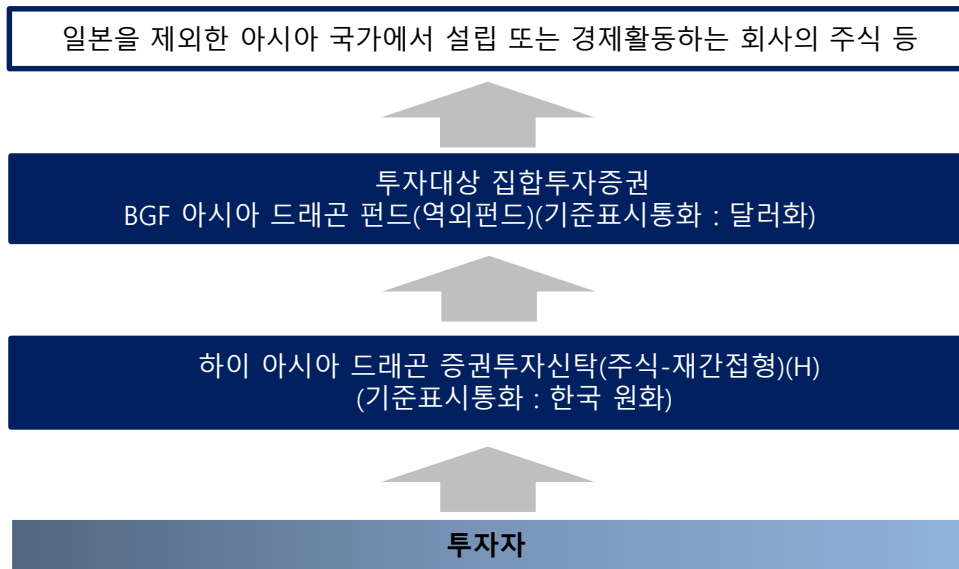 일본을 제외한 아시아 국가에서 설립 또는 경제활동하는 회사의 주식 등
투자대상 집합투자증권
BGF 아시아 드래곤 펀드(역외펀드)(기준표시통화 : 달러화)
하이 아시아 드래곤 증권투자신탁(주식-재간접형)(H)
(기준표시통화 : 한국 원화)
투자자